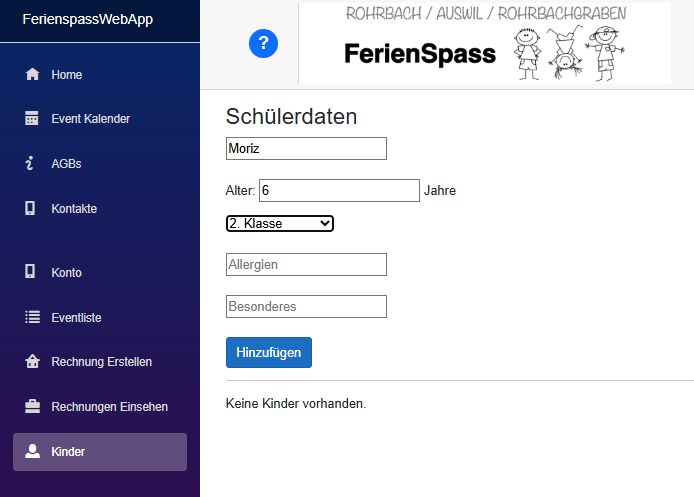 FerienspassWebApp
Home
Event Kalender
AGBs
Kontakte
Konto
Eventliste
Rechnung Erstellen
Rechnungen Einsehen
Kinder
?
ROHRBACH / AUSWIL / ROHRBACHGRABEN
FerienSpass
Schülerdaten
Moriz
Alter: 6 Jahre
2. Klasse
Allergien
Besonderes
Hinzufügen
Keine Kinder vorhanden.